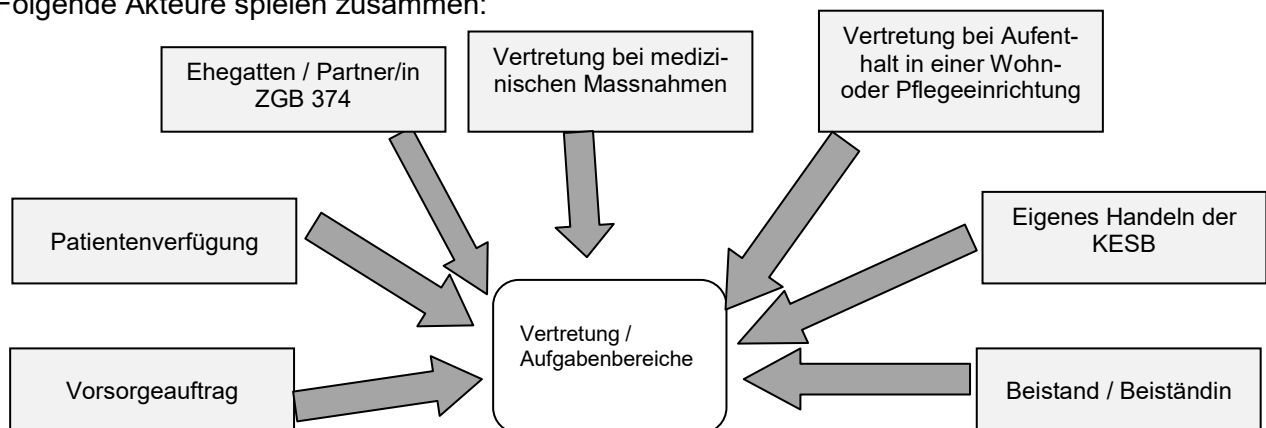 Folgende Akteure spielen zusammen:
Ehegatten / Partner/in
ZGB 374
Vertretung bei medizi-
nischen Massnahmen
Vertretung bei Aufent-
halt in einer Wohn-
oder Pflegeeinrichtung
Patientenverfügung
Eigenes Handeln der
KESB
Vertretung /
Aufgabenbereiche
Vorsorgeauftrag
Beistand / Beiständin